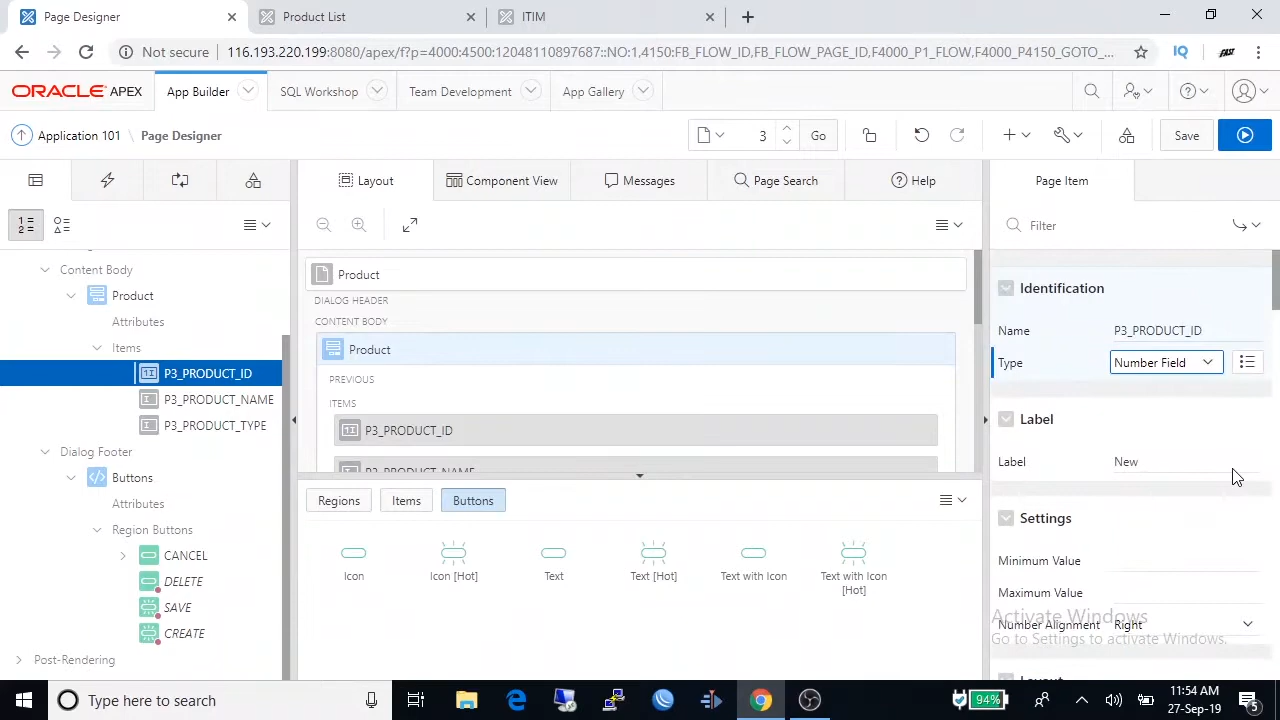 Page Designer
Product List
ITIM
Not secure
116.193.220.199:8080/apex/f?p=4000:4500:12048110897687::NO:1,4150:FB_FLOW_ID,FB_FLOW_PAGE_ID,F4000_P1_FLOW,F4000_P4150_GOTO_...
IQ
FAST
ORACLE APEX
App Builder
SQL Workshop
Team Development
App Gallery
Application 101
Page Designer
3
Go
Save
Layout
Component View
Messages
Page Search
Help
Page Item
Filter
Content Body
Product
Attributes
Items
P3_PRODUCT_ID
P3_PRODUCT_NAME
P3_PRODUCT_TYPE
Dialog Footer
Buttons
Attributes
Region Buttons
CANCEL
DELETE
SAVE
CREATE
Post-Rendering
Product
DIALOG HEADER
CONTENT BODY
Product
PREVIOUS
ITEMS
P3_PRODUCT_ID
P3_PRODUCT_NAME
Regions
Items
Buttons
Icon
Icon [Hot]
Text
Text [Hot]
Text with Icon
Text with Icon
[Hot]
Identification
Name
P3_PRODUCT_ID
Type
Number Field
Label
Label
New
Settings
Minimum Value
Maximum Value
Number Alignment
Right
Layout
Activate Windows
Go to Settings to activate Windows.
Type here to search
94%
11:54 AM
27-Sep-19
5